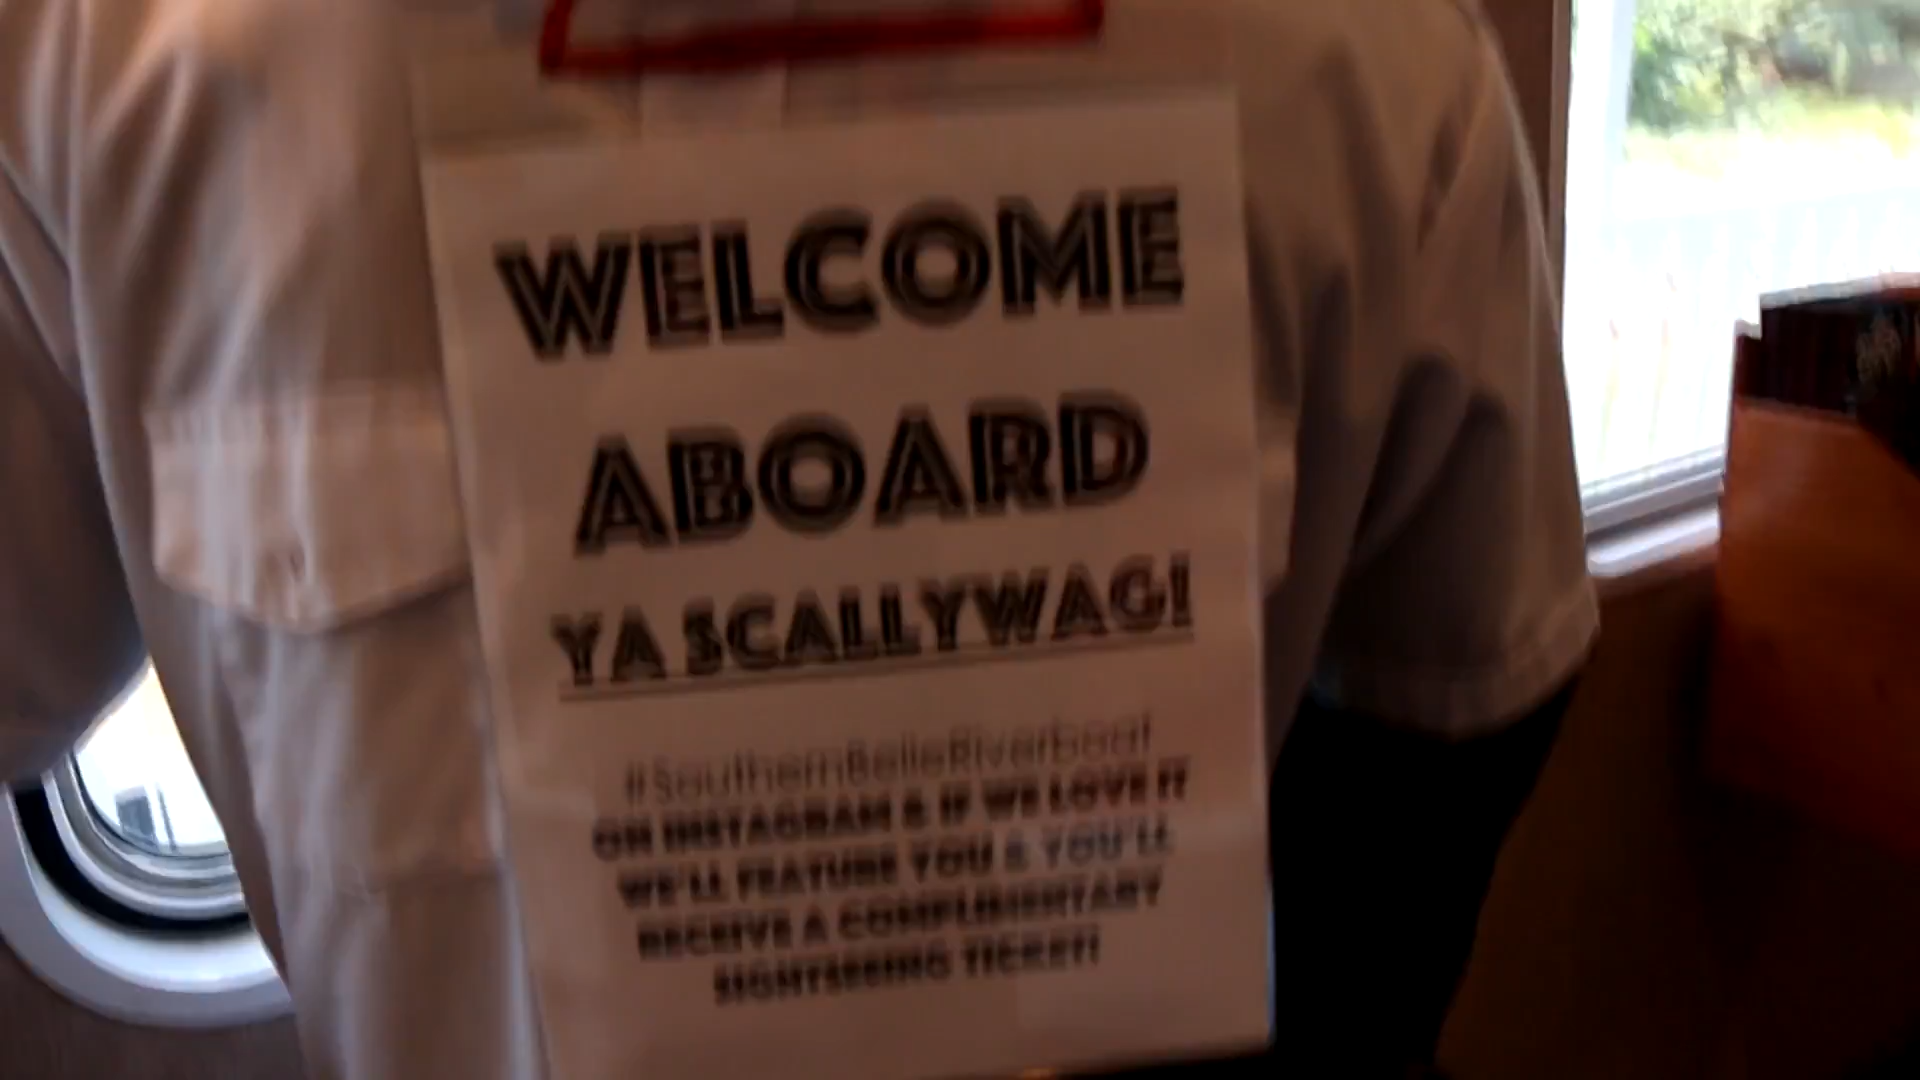 WELCOME
ABOARD
YA SCALLYWAG!
#SouthernBelleRiverboat
ON INSTAGRAM & IF WE LOVE IT
WE'LL FEATURE YOU & YOU'LL
RECEIVE A COMPLIMENTARY
SIGHTSEEING TICKET!